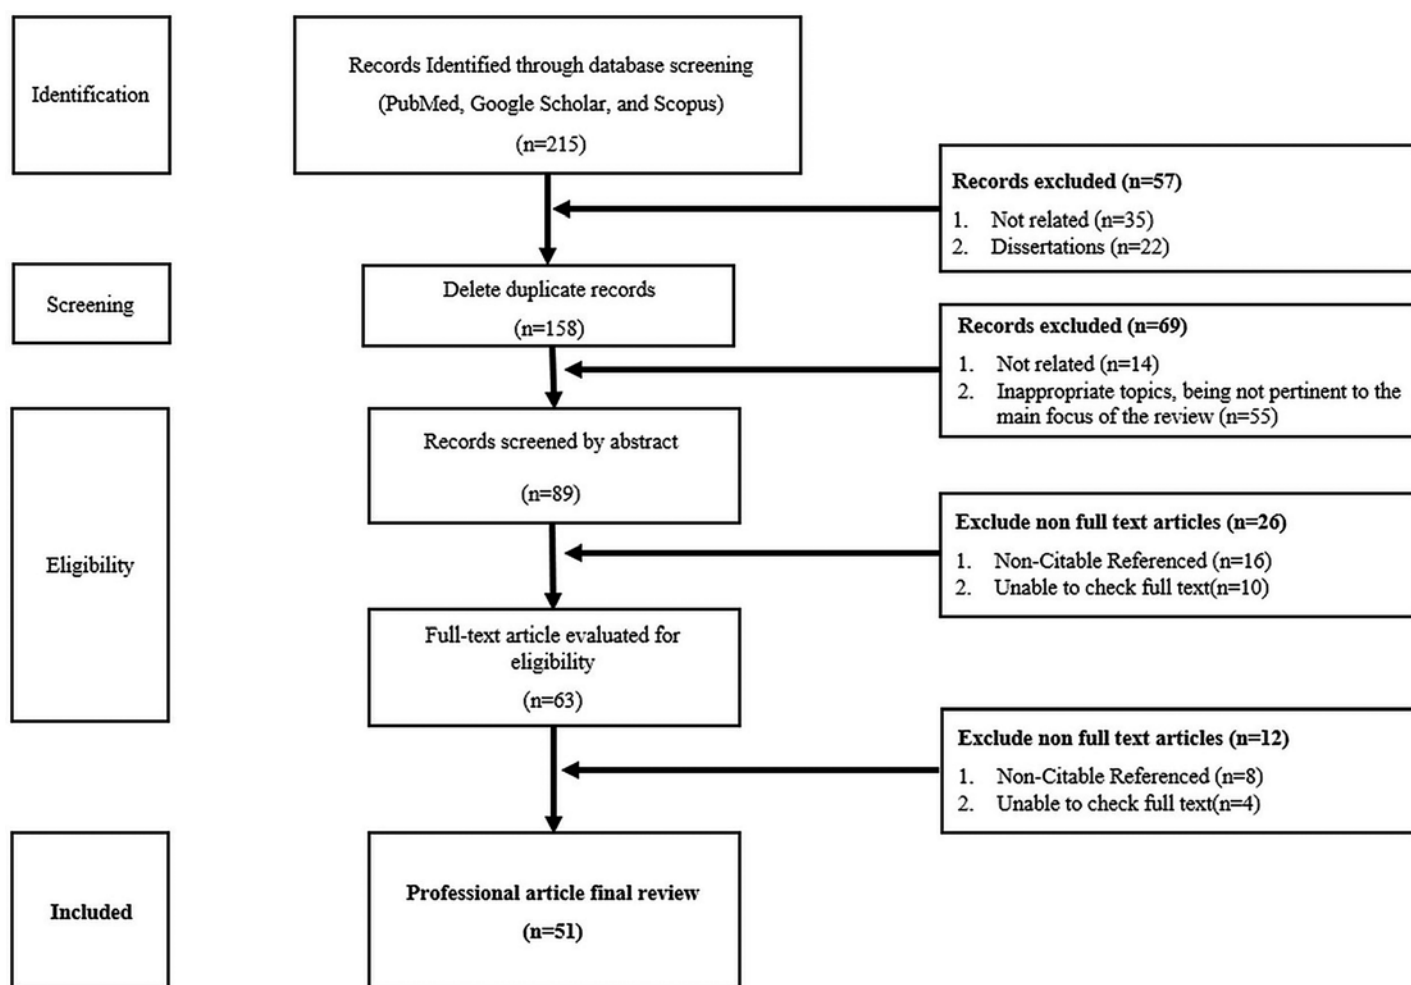 Identification
Records Identified through database screening
(PubMed, Google Scholar, and Scopus)
(n=215)
Records excluded (n=57)
1. Not related (n=35)
2. Dissertations (n=22)
Screening
Delete duplicate records
(n=158)
Records excluded (n=69)
1. Not related (n=14)
2. Inappropriate topics, being not pertinent to the
main focus of the review (n=55)
Eligibility
Records screened by abstract
(n=89)
Exclude non full text articles (n=26)
1. Non-Citable Referenced (n=16)
2. Unable to check full text(n=10)
Full-text article evaluated for
eligibility
(n=63)
Exclude non full text articles (n=12)
1. Non-Citable Referenced (n=8)
2. Unable to check full text(n=4)
Included
Professional article final review
(n=51)